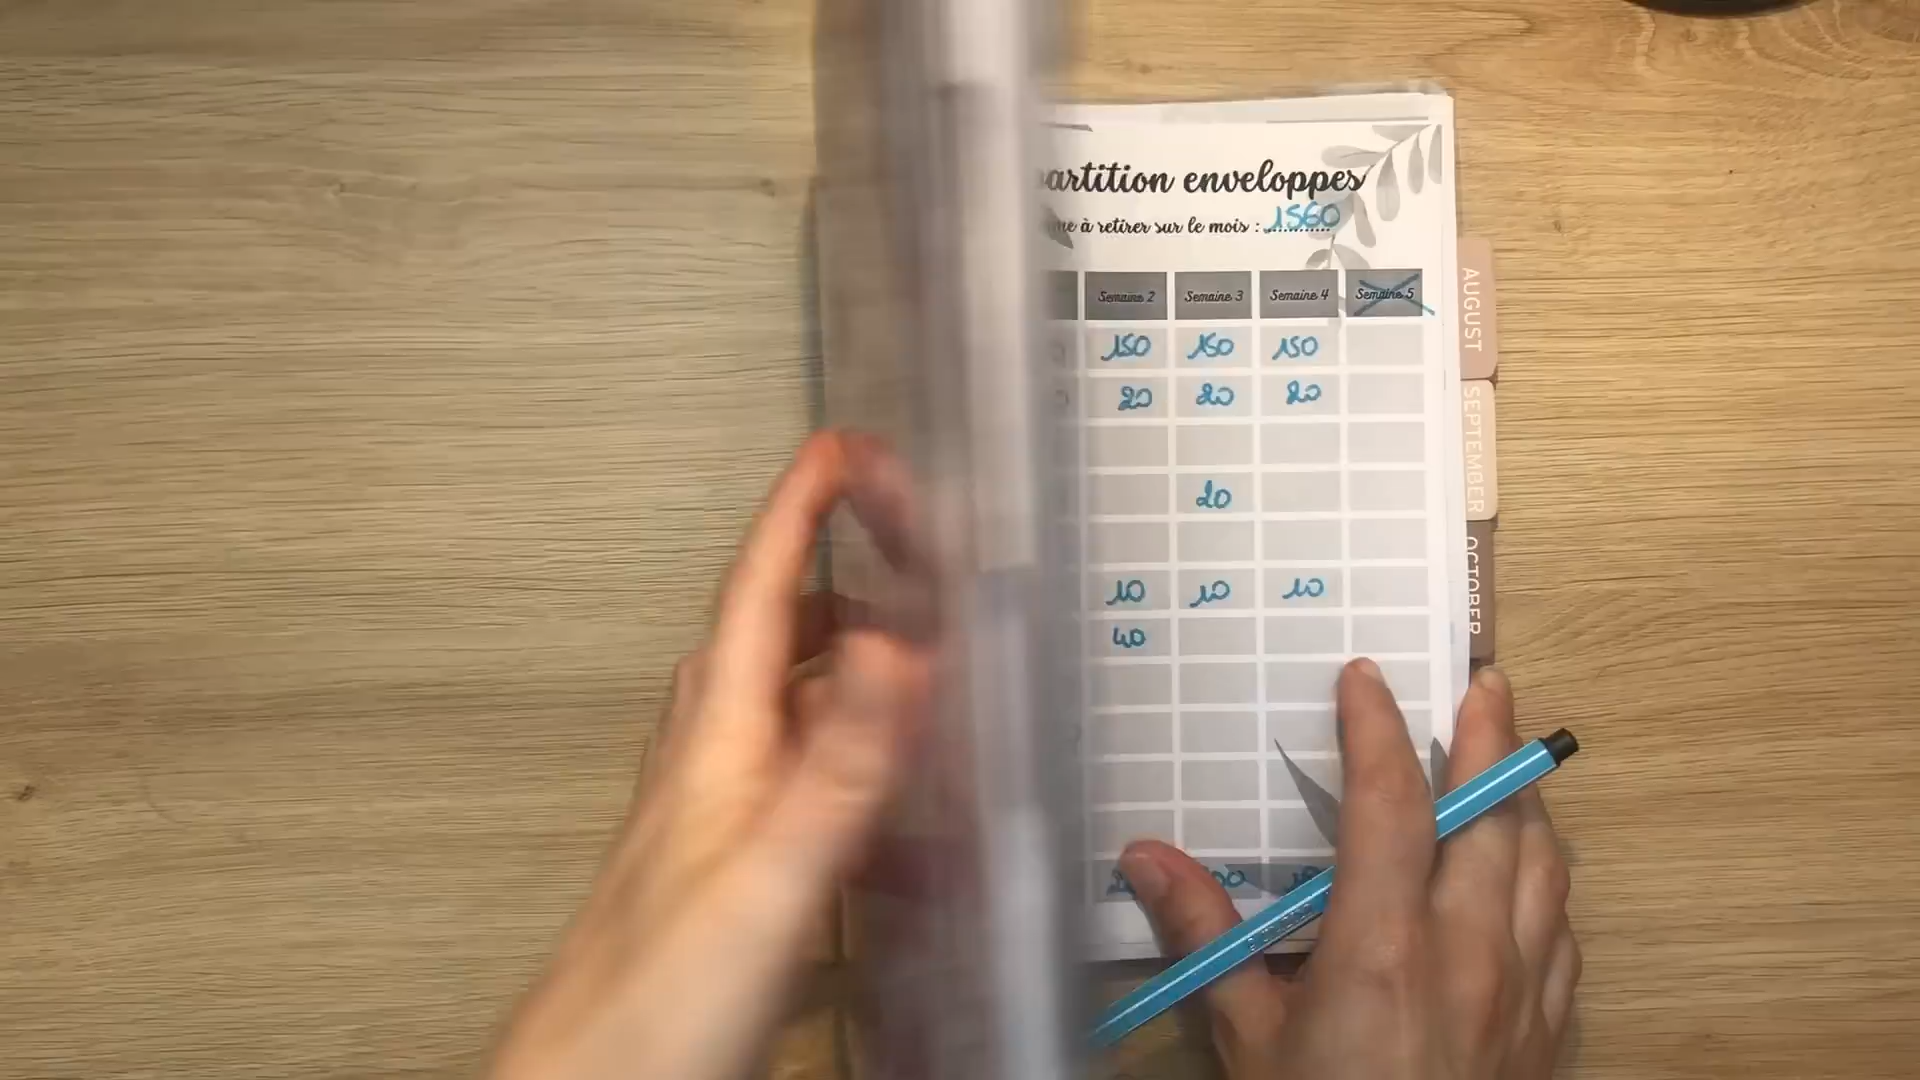 enveloppes
à retirer sur le mois : 1560
Semaine 2 Semaine 3 Semaine 4 Semaine 5
150 150 150
20 20 20
20
10 10 10
40
AUGUST
SEPTEMBER
OCTOBER